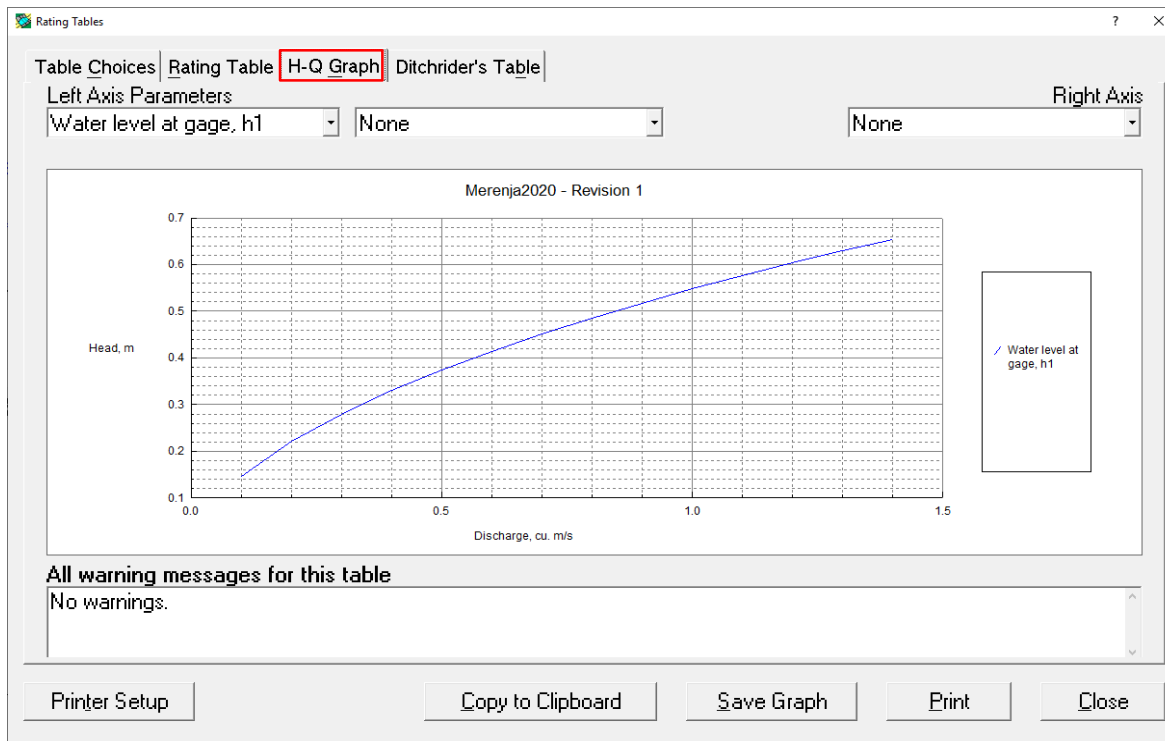 Rating Tables
?
Table Choices Rating Table H-Q Graph Ditchrider's Table
Left Axis Parameters Right Axis
Water level at gage, h1 None None
Merenja2020 - Revision 1
0.7
0.6
0.5
0.4
0.3
0.2
0.1
Head, m
0.0 0.5 1.0 1.5
Discharge, cu. m/s
Water level at
gage, h1
All warning messages for this table
No warnings.
Printer Setup Copy to Clipboard Save Graph Print Close